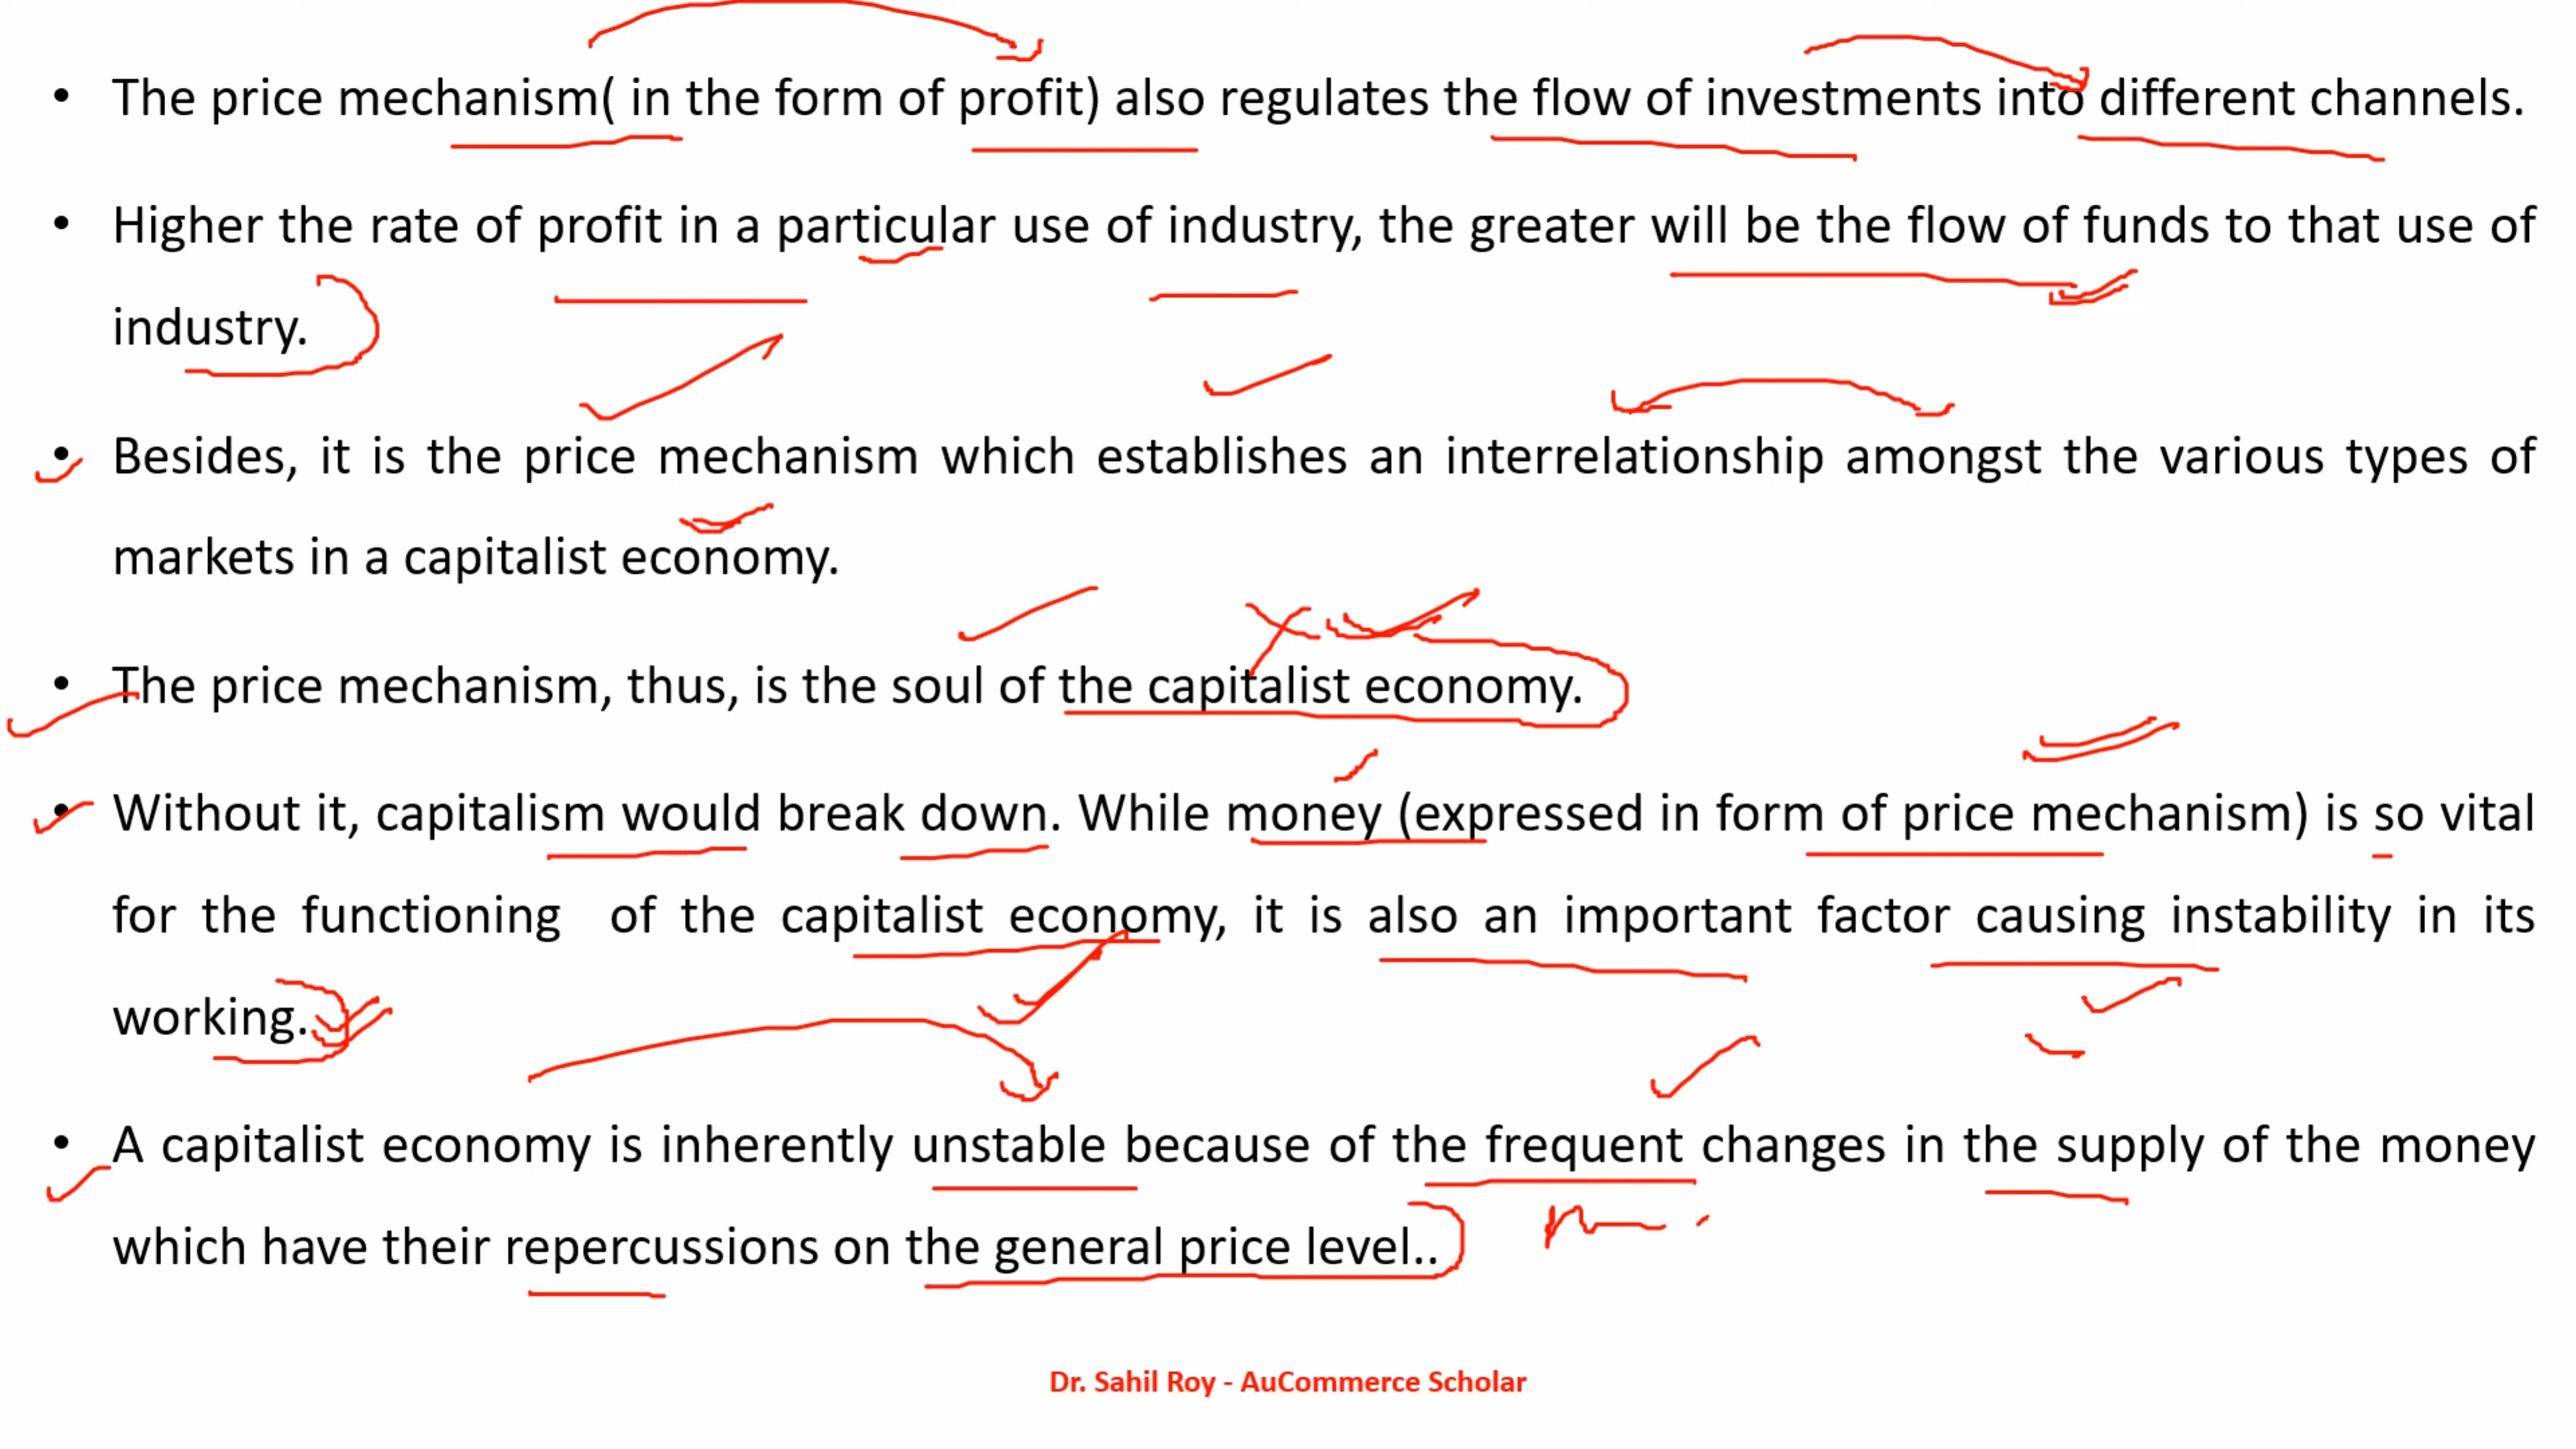 • The price mechanism( in the form of profit) also regulates the flow of investments into different channels.
• Higher the rate of profit in a particular use of industry, the greater will be the flow of funds to that use of
industry.
• Besides, it is the price mechanism which establishes an interrelationship amongst the various types of
markets in a capitalist economy.
• The price mechanism, thus, is the soul of the capitalist economy.
• Without it, capitalism would break down. While money (expressed in form of price mechanism) is so vital
for the functioning of the capitalist economy, it is also an important factor causing instability in its
working.
• A capitalist economy is inherently unstable because of the frequent changes in the supply of the money
which have their repercussions on the general price level..
Dr. Sahil Roy - AuCommerce Scholar